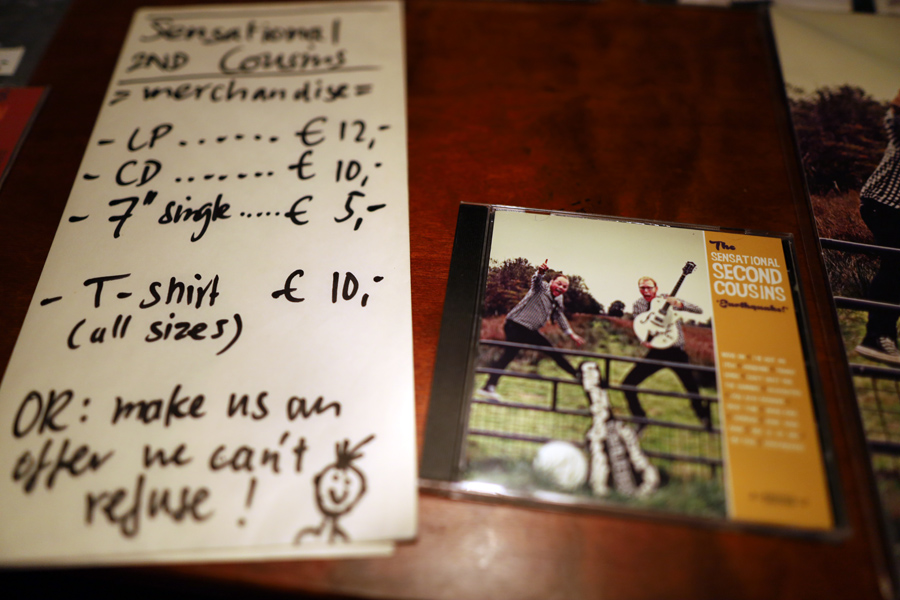 Sensational
2ND Cousins
> merchandise =
- LP ....... € 12,-
- CD ....... € 10,-
- 7" single ..... € 5,-
- T-shirt € 10,-
(all sizes)
OR: make us an
offer we can't
refuse !
The
SENSATIONAL
SECOND
COUSINS
"Earthquake!"